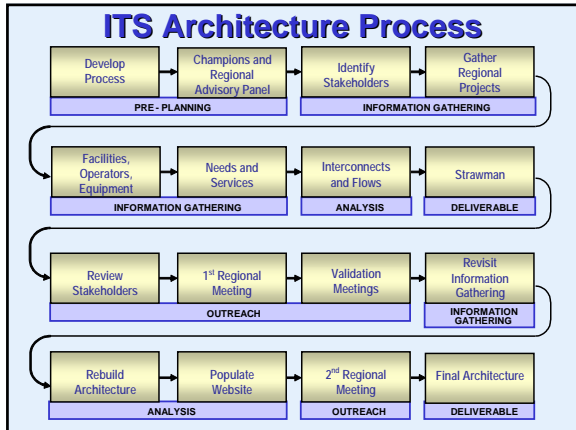 ITS Architecture Process
Develop
Process
Champions and
Regional
Advisory Panel
Identify
Stakeholders
Gather
Regional
Projects
PRE - PLANNING
INFORMATION GATHERING
Facilities,
Operators,
Equipment
Needs and
Services
Interconnects
and Flows
Strawman
INFORMATION GATHERING
ANALYSIS
DELIVERABLE
Review
Stakeholders
1st Regional
Meeting
Validation
Meetings
Revisit
Information
Gathering
OUTREACH
INFORMATION
GATHERING
Rebuild
Architecture
Populate
Website
2nd Regional
Meeting
Final Architecture
ANALYSIS
OUTREACH
DELIVERABLE